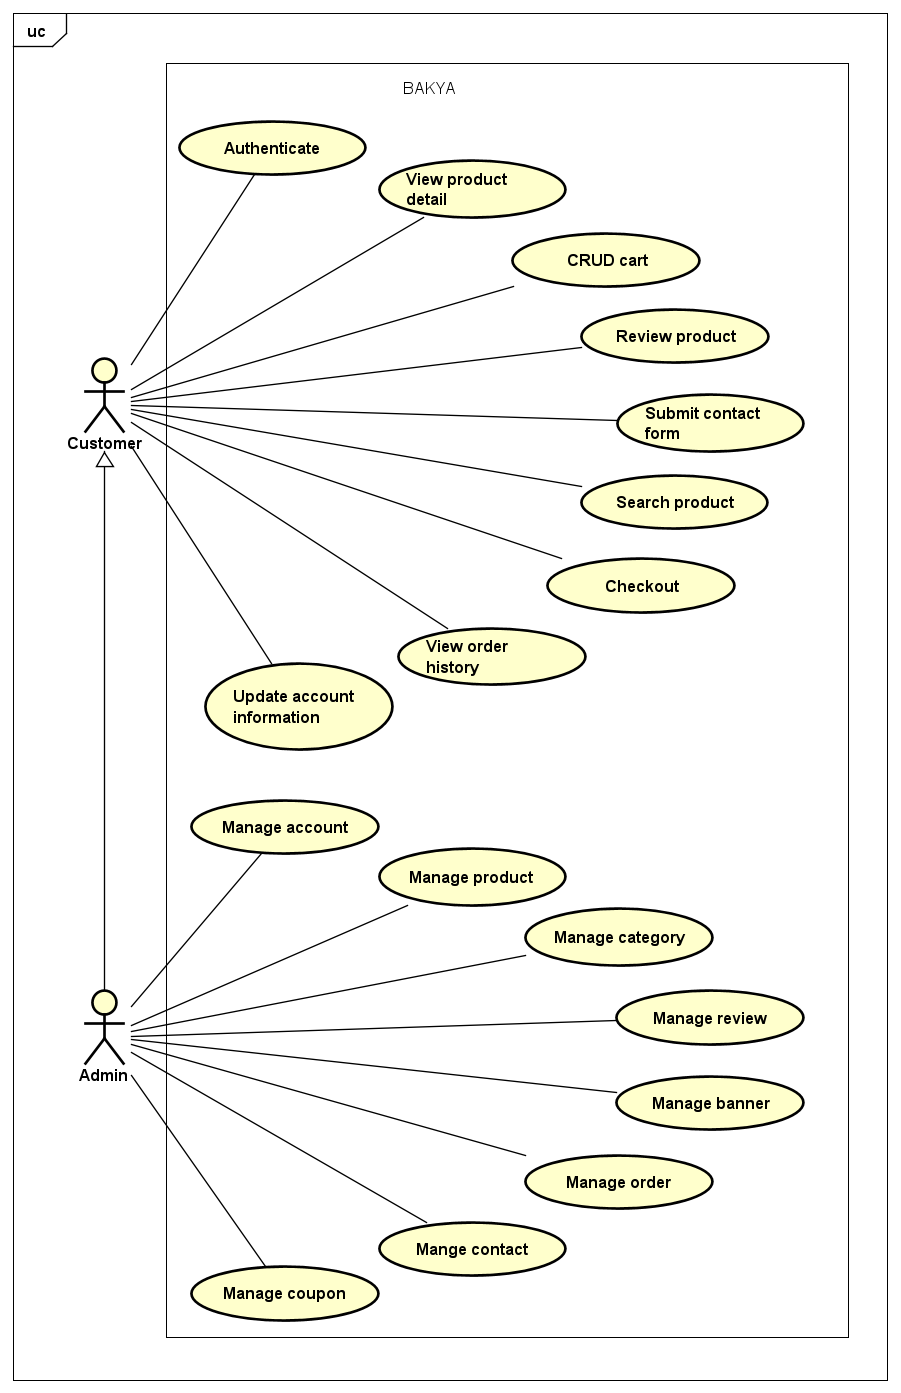 uc
BAKYA
Authenticate
View product
detail
CRUD cart
Review product
Submit contact
form
Customer
Search product
Checkout
View order
history
Update account
information
Manage account
Manage product
Manage category
Manage review
Admin
Manage banner
Manage order
Mange contact
Manage coupon